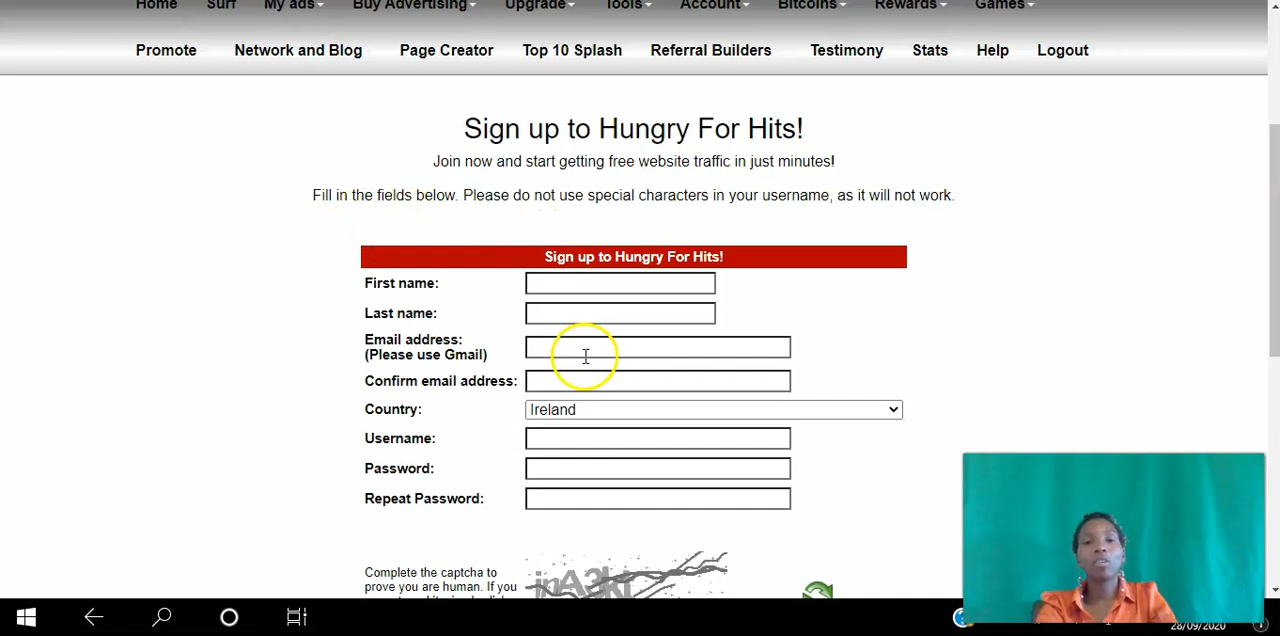 Home Surf My ads Buy Advertising Upgrade Tools Account Bitcoins Rewards Games
Promote Network and Blog Page Creator Top 10 Splash Referral Builders Testimony Stats Help Logout
Sign up to Hungry For Hits!
Join now and start getting free website traffic in just minutes!
Fill in the fields below. Please do not use special characters in your username, as it will not work.
Sign up to Hungry For Hits!
First name:
Last name:
Email address:
(Please use Gmail)
Confirm email address:
Country: Ireland
Username:
Password:
Repeat Password:
Complete the captcha to
prove you are human. If you
28/09/2020